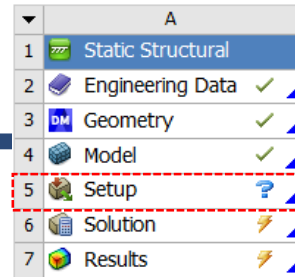 A
1 Static Structural
2 Engineering Data
3 DM Geometry
4 Model
5 Setup ?
6 Solution
7 Results